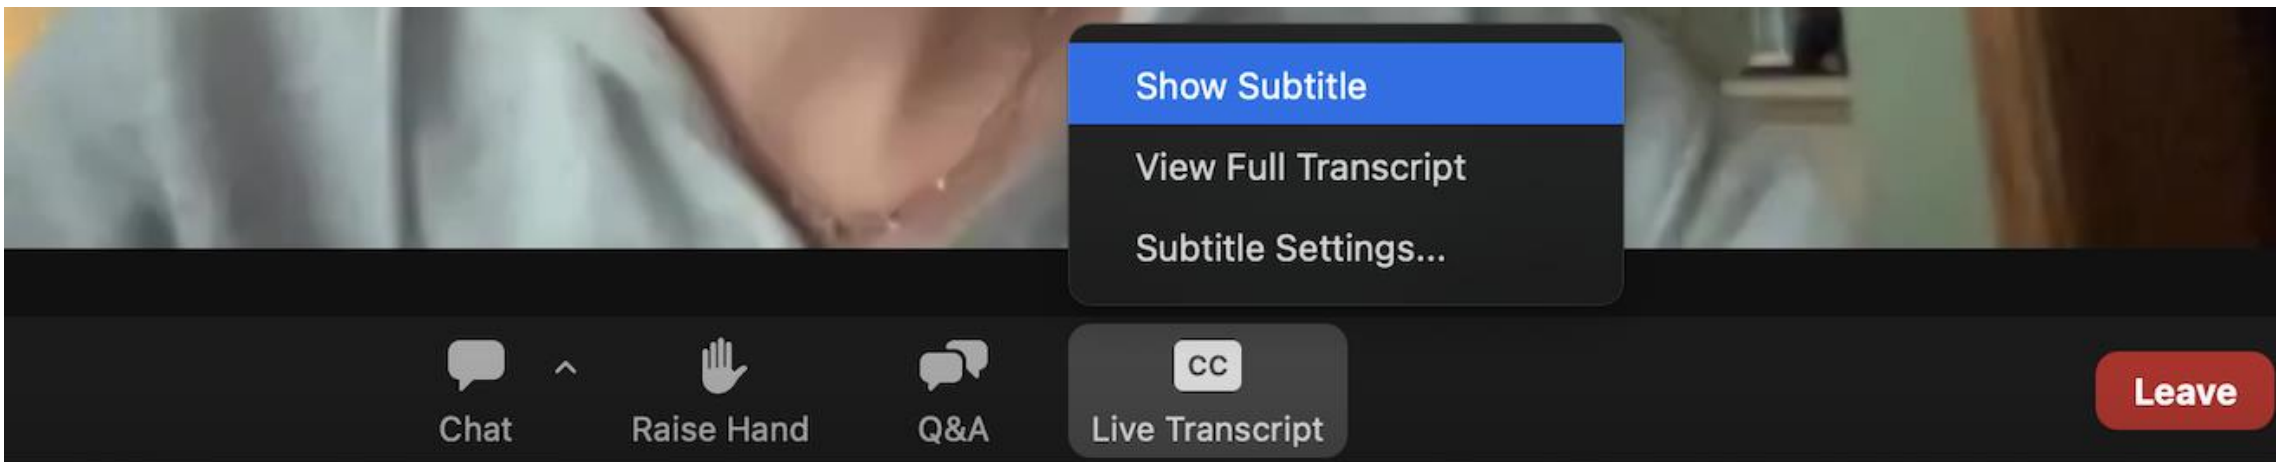 Show Subtitle
View Full Transcript
Subtitle Settings...
Chat
Raise Hand
Q&A
CC
Live Transcript
Leave